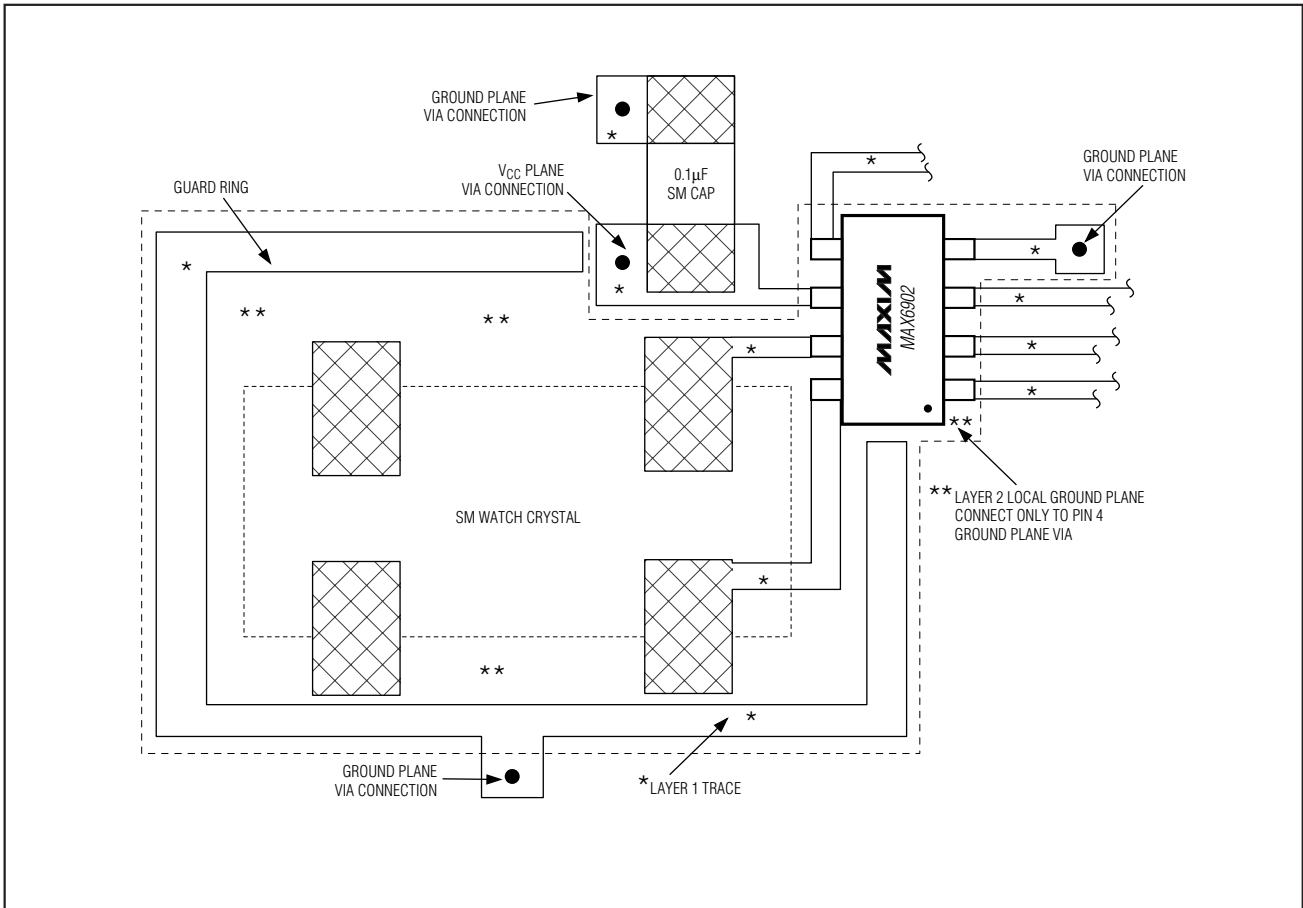 GROUND PLANE
VIA CONNECTION
*
0.1µF
SM CAP
VCC PLANE
VIA CONNECTION
*
GUARD RING
*
GROUND PLANE
VIA CONNECTION
*
*
*
*
*
MAXIM
MAX6902
**
**
*
**
** LAYER 2 LOCAL GROUND PLANE
CONNECT ONLY TO PIN 4
GROUND PLANE VIA
SM WATCH CRYSTAL
*
**
*
* LAYER 1 TRACE
GROUND PLANE
VIA CONNECTION